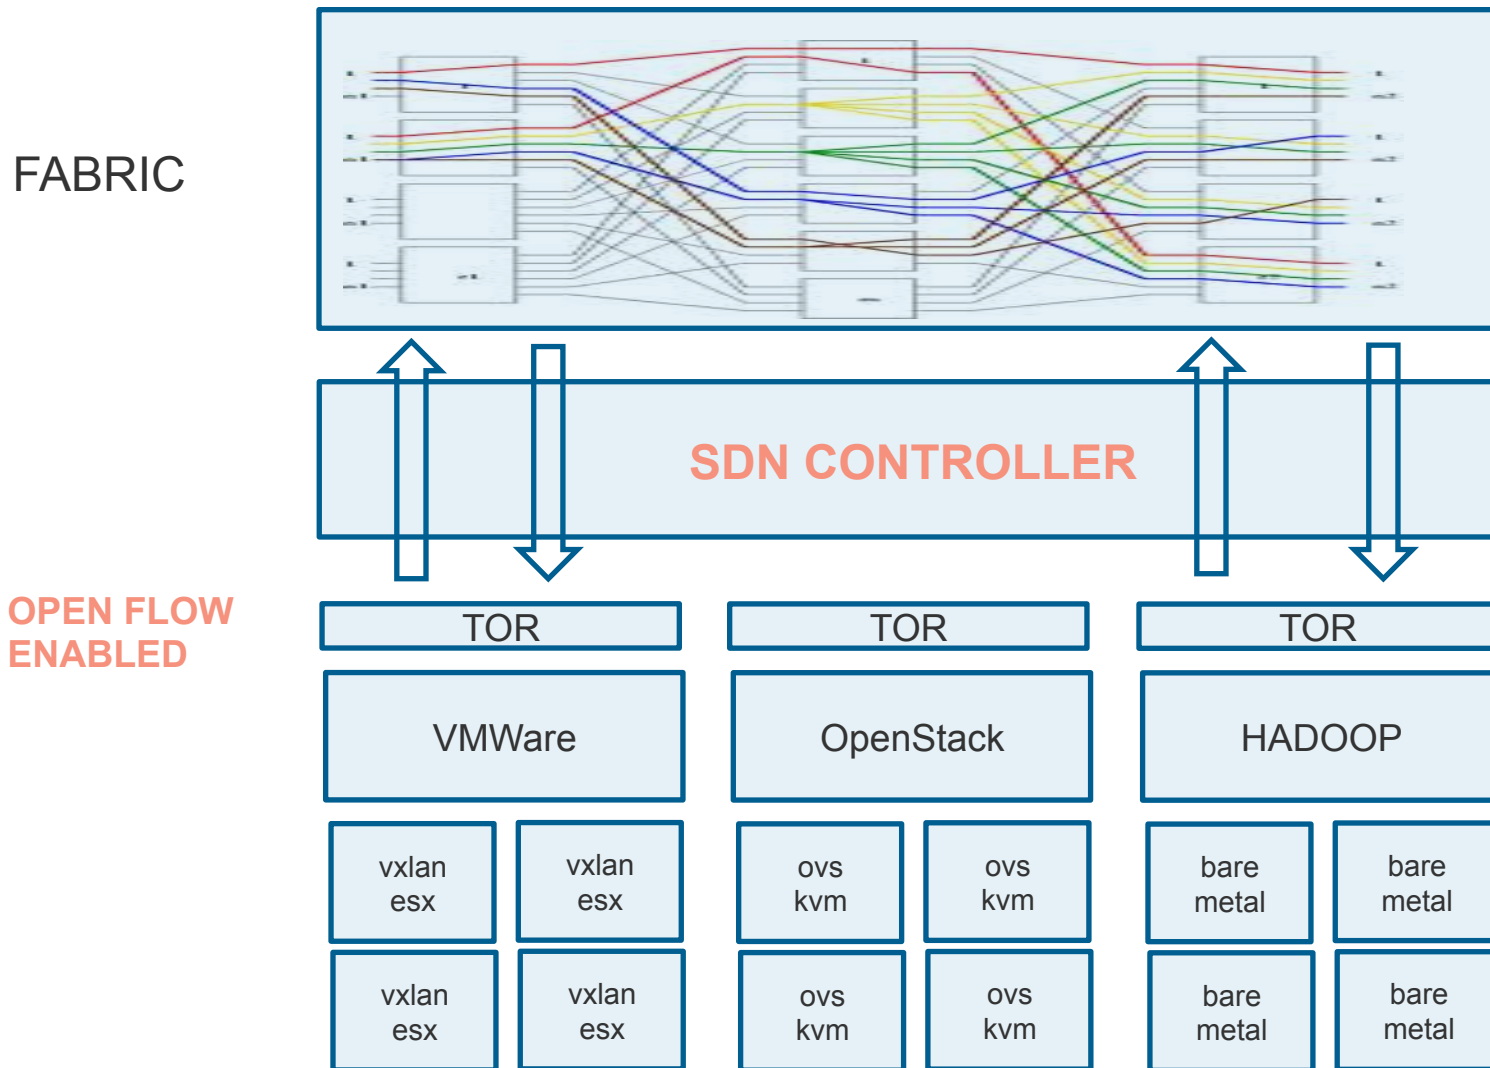 FABRIC
SDN CONTROLLER
OPEN FLOW
ENABLED
TOR
TOR
TOR
VMWare
OpenStack
HADOOP
vxlan
esx
vxlan
esx
ovs
kvm
ovs
kvm
bare
metal
bare
metal
vxlan
esx
vxlan
esx
ovs
kvm
ovs
kvm
bare
metal
bare
metal